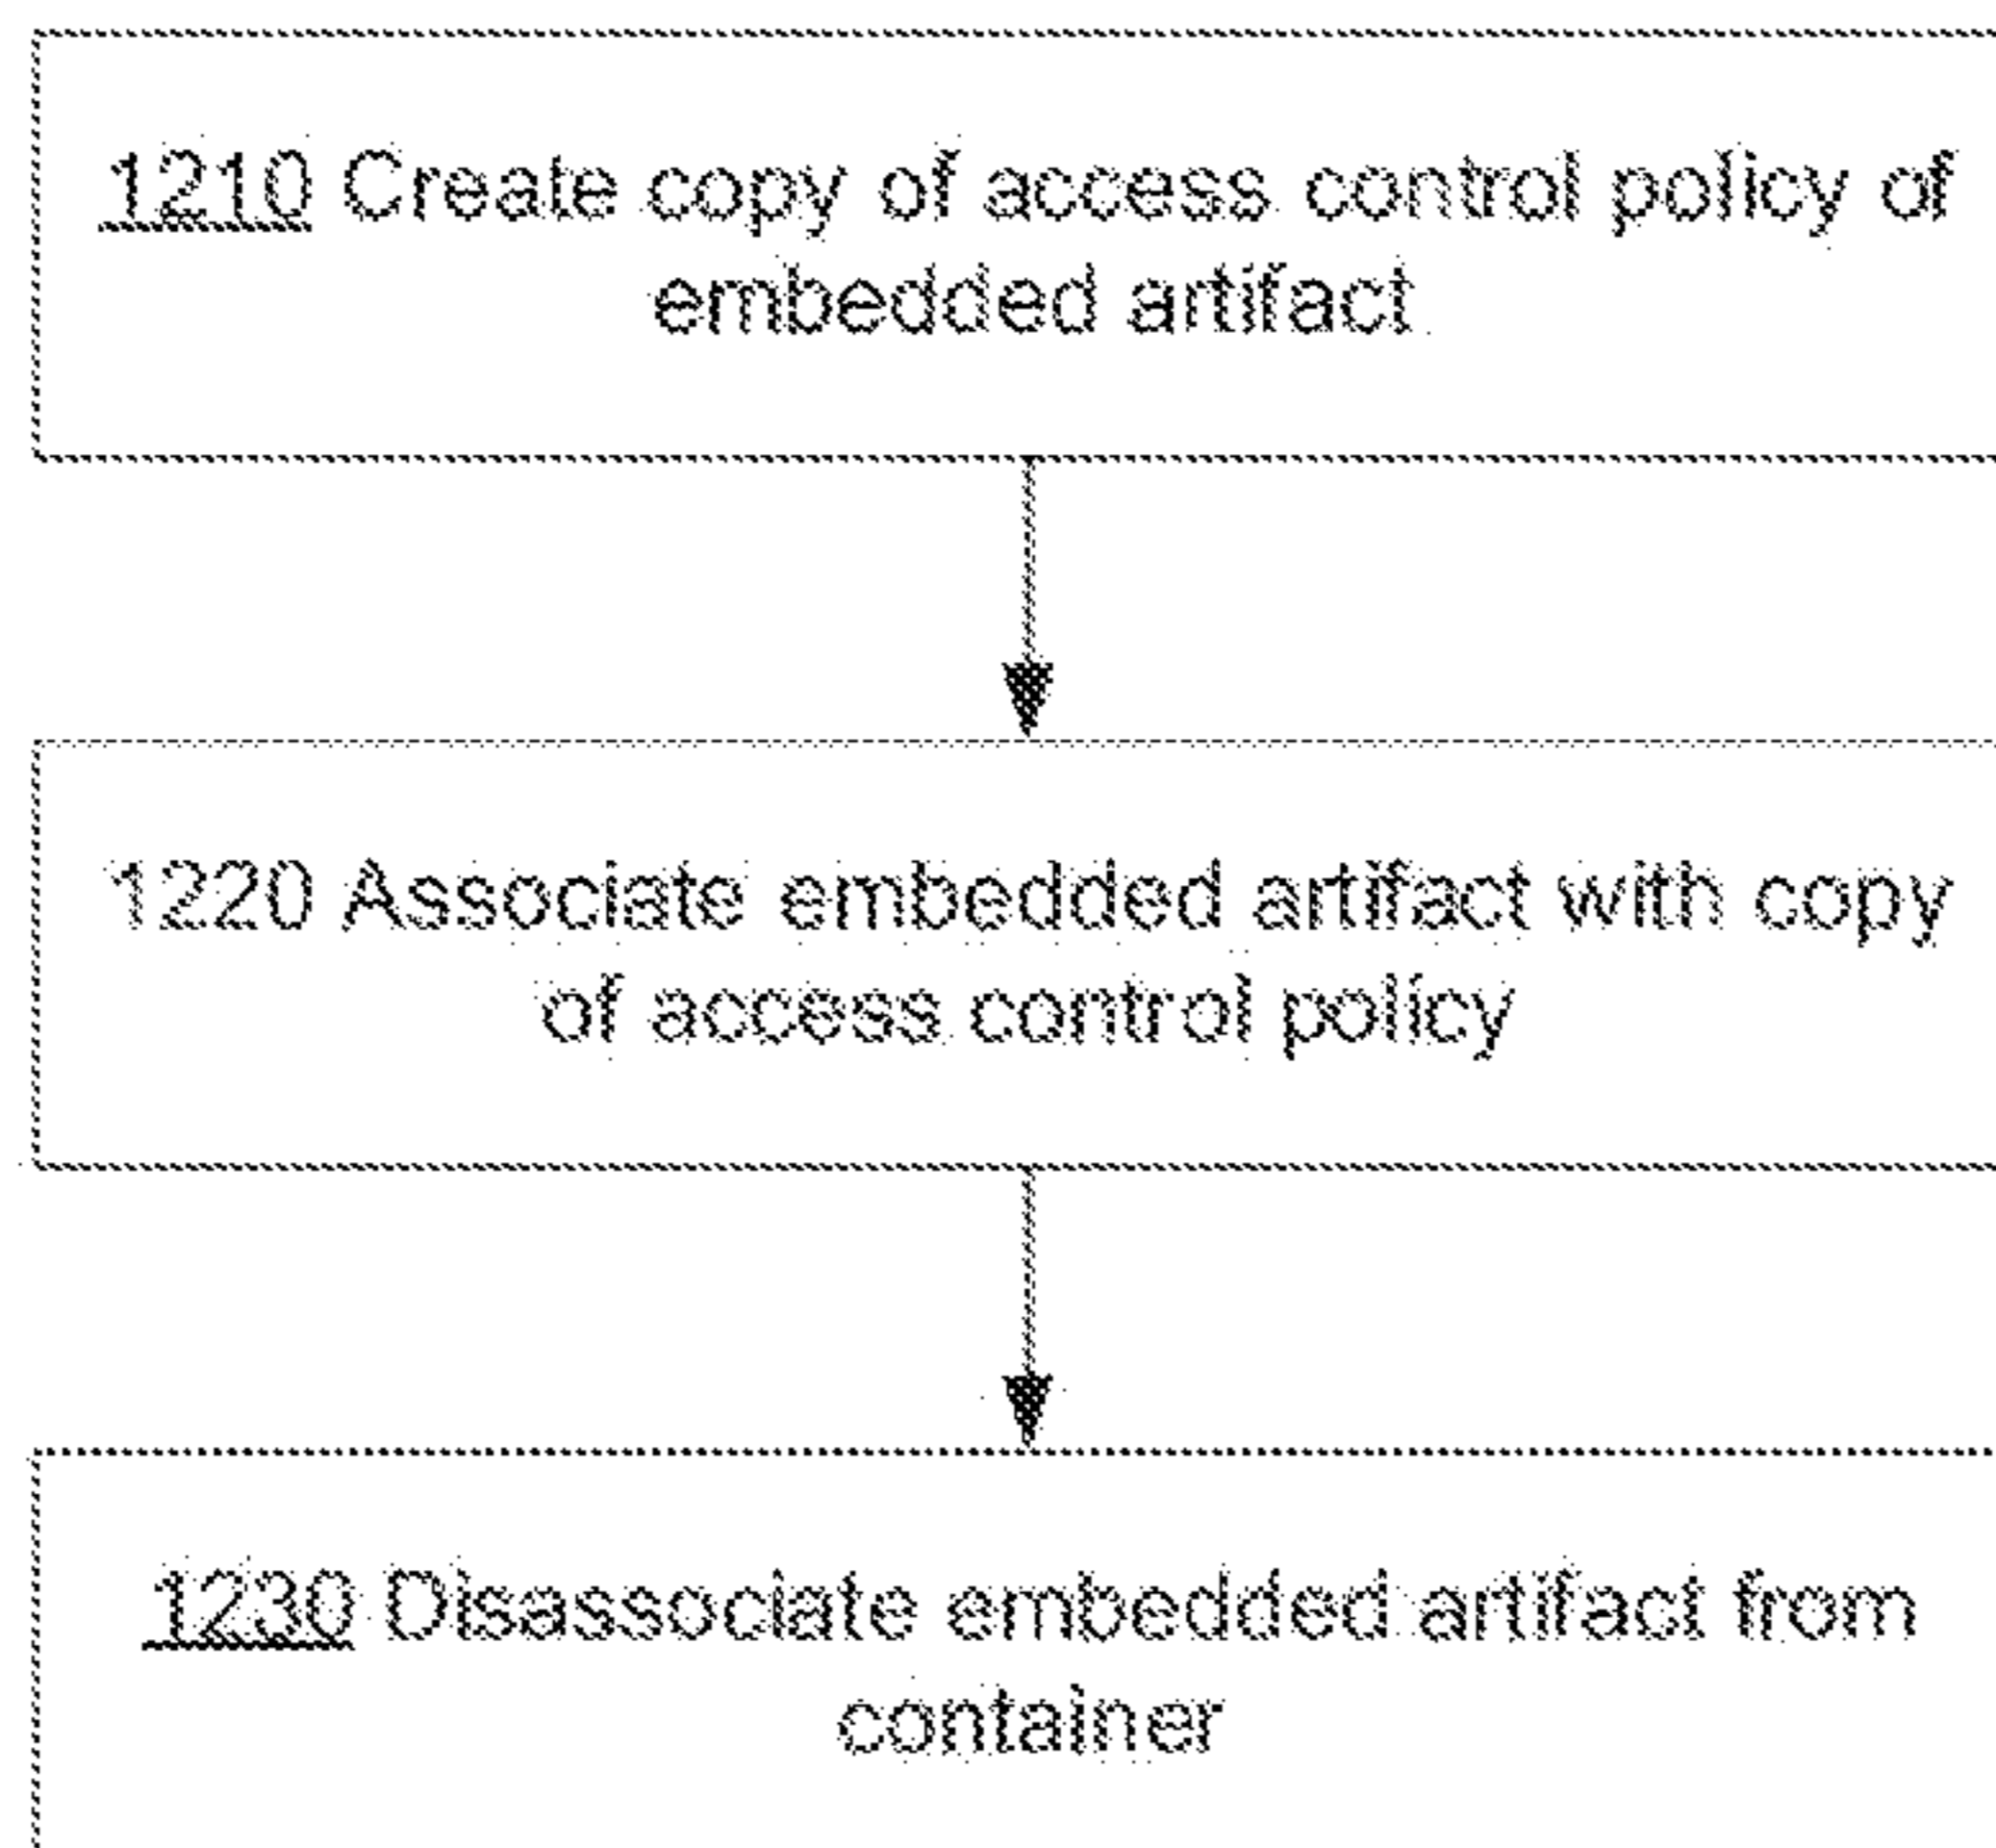 1210 Create copy of access control policy of
embedded artifact
1220 Associate embedded artifact with copy
of access control policy
1230 Disassociate embedded artifact from
container